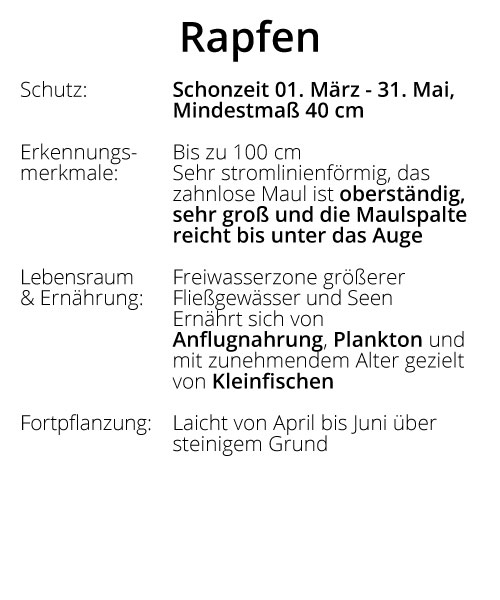 Rapfen
Schutz: Schonzeit 01. März - 31. Mai,
Mindestmaß 40 cm
Erkennungs- Bis zu 100 cm
merkmale: Sehr stromlinienförmig, das
zahnlose Maul ist oberständig,
sehr groß und die Maulspalte
reicht bis unter das Auge
Lebensraum Freiwasserzone größerer
& Ernährung: Fließgewässer und Seen
Ernährt sich von
Anflugnahrung, Plankton und
mit zunehmendem Alter gezielt
von Kleinfischen
Fortpflanzung: Laicht von April bis Juni über
steinigem Grund